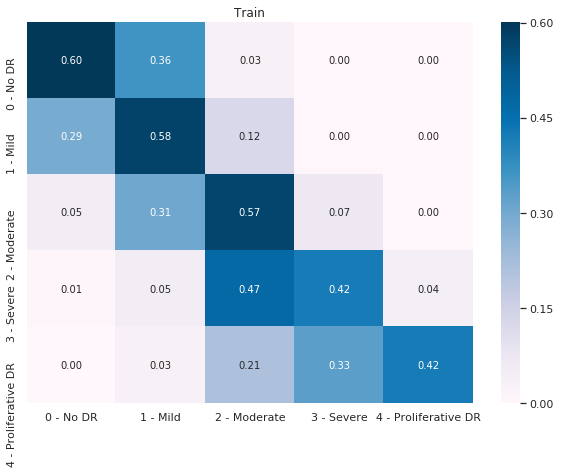 Train
0 - No DR
0.60 0.36 0.03 0.00 0.00
1 - Mild
0.29 0.58 0.12 0.00 0.00
2 - Moderate
0.05 0.31 0.57 0.07 0.00
3 - Severe
0.01 0.05 0.47 0.42 0.04
4 - Proliferative DR
0.00 0.03 0.21 0.33 0.42
0 - No DR 1 - Mild 2 - Moderate 3 - Severe 4 - Proliferative DR
0.60
0.45
0.30
0.15
0.00